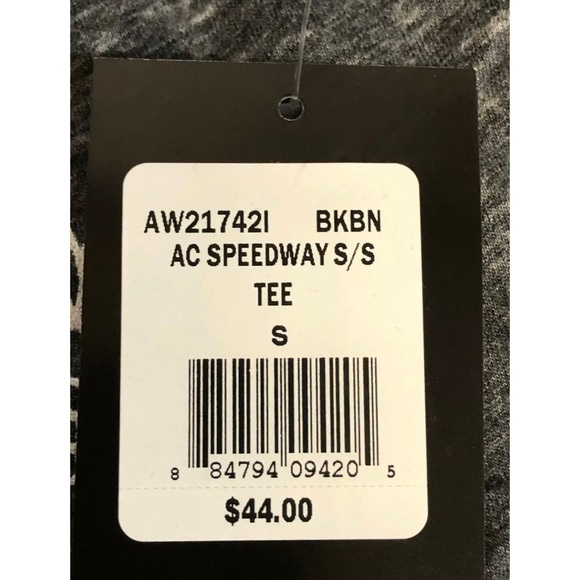 AW21742I BKBN
AC SPEEDWAY S/S
TEE
S
8 84794 09420 5
$44.00